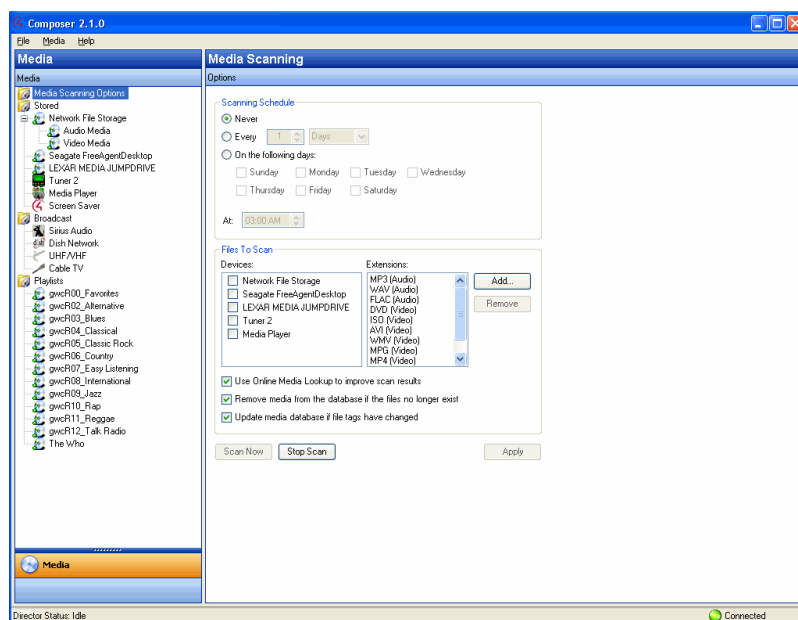 Composer 2.1.0
File Media Help
Media
Media
Media Scanning Options
Stored
Network File Storage
Audio Media
Video Media
Seagate FreeAgentDesktop
LEXAR MEDIA JUMPDRIVE
Tuner 2
Media Player
Screen Saver
Broadcast
Sirius Audio
Dish Network
UHF/VHF
Cable TV
Playlists
gwcR00_Favorites
gwcR02_Alternative
gwcR03_Blues
gwcR04_Classical
gwcR05_Classic Rock
gwcR06_Country
gwcR07_Easy Listening
gwcR08_International
gwcR09_Jazz
gwcR10_Rap
gwcR11_Reggae
gwcR12_Talk Radio
The Who
Media
Media Scanning
Options
Scanning Schedule
Never
Every 1 Days
On the following days:
Sunday Monday Tuesday Wednesday
Thursday Friday Saturday
At: 03:00 AM
Files To Scan
Devices:
Network File Storage
Seagate FreeAgentDesktop
LEXAR MEDIA JUMPDRIVE
Tuner 2
Media Player
Extensions:
MP3 (Audio)
WAV (Audio)
FLAC (Audio)
DVD (Video)
ISO (Video)
AVI (Video)
WMV (Video)
MPG (Video)
MP4 (Video)
Add...
Remove
Use Online Media Lookup to improve scan results
Remove media from the database if the files no longer exist
Update media database if file tags have changed
Scan Now Stop Scan Apply
Director Status: Idle Connected